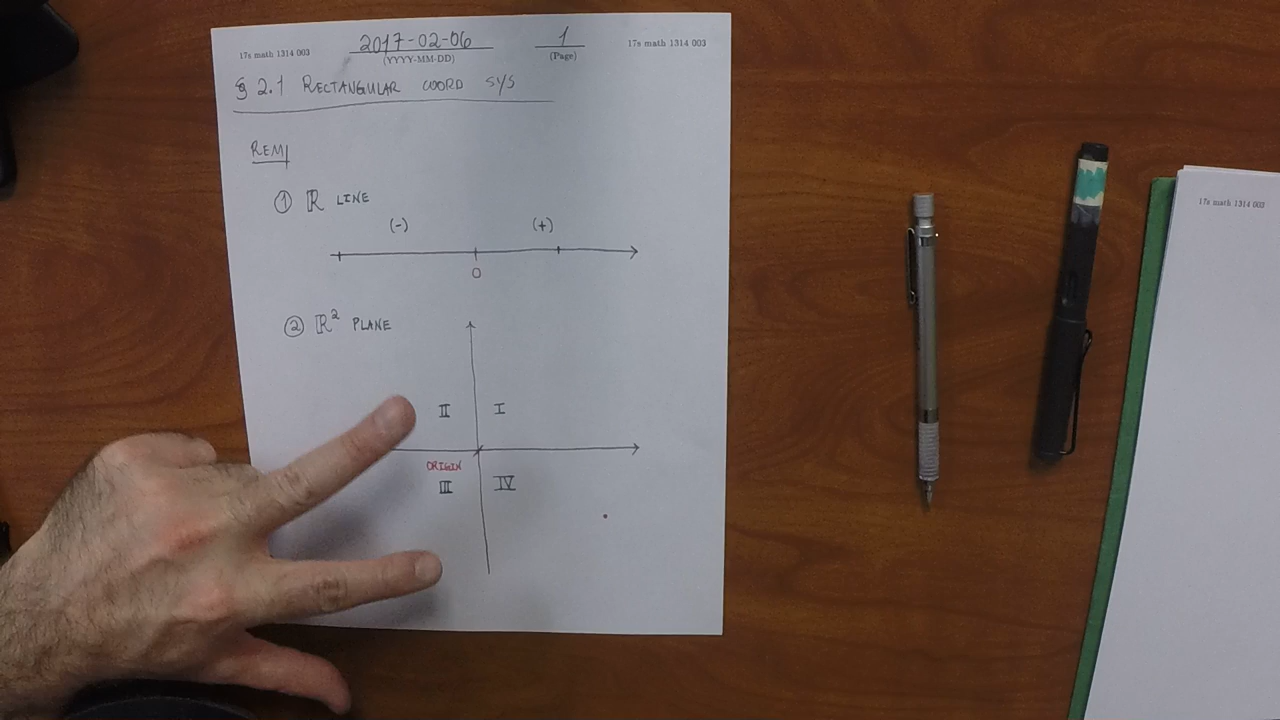 17s math 1314 003 2017-02-06 1 17s math 1314 003
(YYYY-MM-DD) (Page)
§ 2.1 RECTANGULAR COORD SYS
REM
① ℝ LINE
(-) (+)
0
② ℝ² PLANE
II I
ORIGIN
III IV
17s math 1314 003